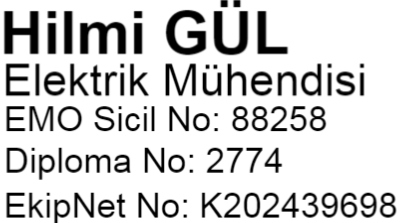 Hilmi GÜL
Elektrik Mühendisi
EMO Sicil No: 88258
Diploma No: 2774
EkipNet No: K202439698